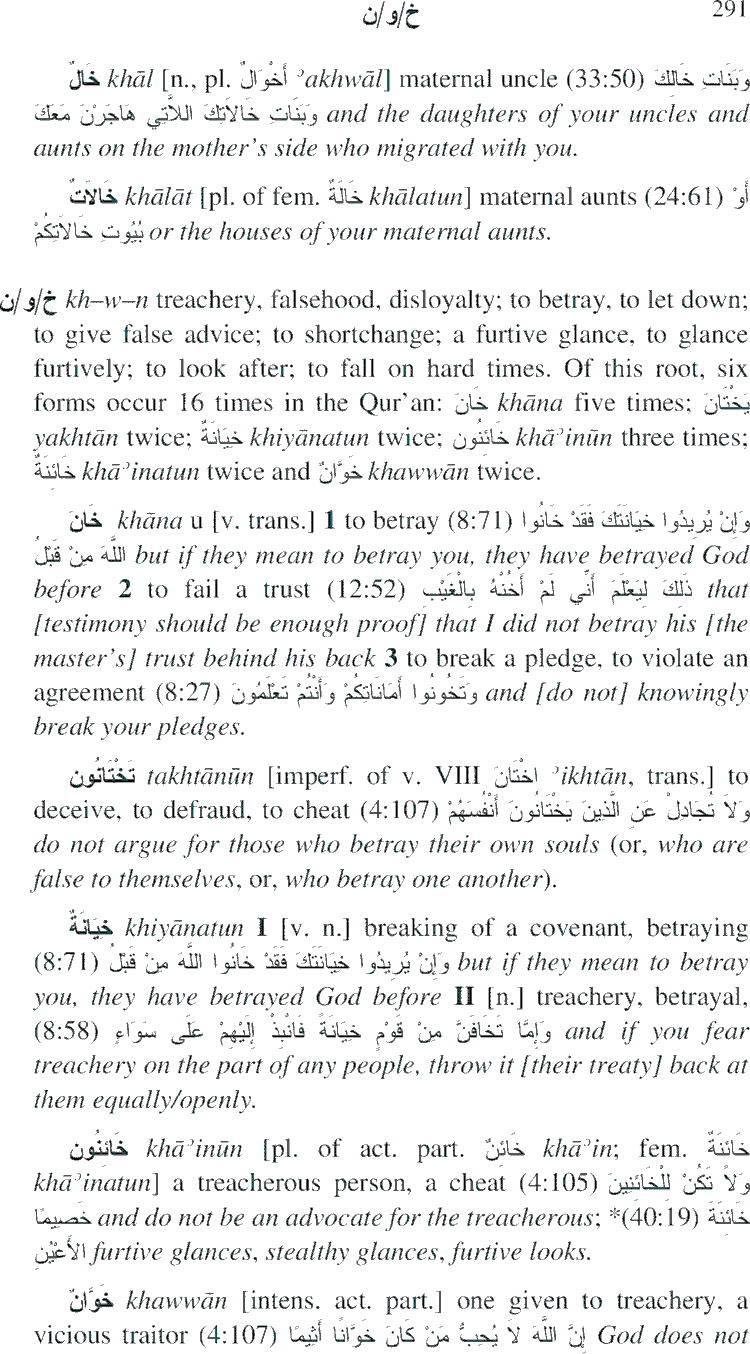 خ/و/ن 291
خَالٌ khāl [n., pl. أَخْوَالٌ ʾakhwāl] maternal uncle (33:50) وَبَنَاتِ خَالِكَ
وَبَنَاتِ خَالَاتِكَ اللَّاتِي هَاجَرْنَ مَعَكَ and the daughters of your uncles and
aunts on the mother's side who migrated with you.
خَالَاتٌ khālāt [pl. of fem. خَالَةٌ khālatun] maternal aunts (24:61) أَوْ
بُيُوتِ خَالَاتِكُمْ or the houses of your maternal aunts.
خ/و/ن kh–w–n treachery, falsehood, disloyalty; to betray, to let down;
to give false advice; to shortchange; a furtive glance, to glance
furtively; to look after; to fall on hard times. Of this root, six
forms occur 16 times in the Qur'an: خَانَ khāna five times; يَخْتَانَ
yakhtān twice; خِيَانَةٌ khiyānatun twice; خَائِنُون khāʾinūn three times;
خَائِنَةٌ khāʾinatun twice and خَوَّانٌ khawwān twice.
خَانَ khāna u [v. trans.] 1 to betray (8:71) وَإِنْ يُرِيدُوا خِيَانَتَكَ فَقَدْ خَانُوا
اللَّهَ مِنْ قَبْلُ but if they mean to betray you, they have betrayed God
before 2 to fail a trust (12:52) ذَلِكَ لِيَعْلَمَ أَنِّي لَمْ أَخُنْهُ بِالْغَيْبِ that
[testimony should be enough proof] that I did not betray his [the
master's] trust behind his back 3 to break a pledge, to violate an
agreement (8:27) وَتَخُونُوا أَمَانَاتِكُمْ وَأَنْتُمْ تَعْلَمُونَ and [do not] knowingly
break your pledges.
تَخْتَانُون takhtānūn [imperf. of v. VIII اخْتَانَ ʾikhtān, trans.] to
deceive, to defraud, to cheat (4:107) وَلَا تُجَادِلْ عَنِ الَّذِينَ يَخْتَانُونَ أَنْفُسَهُمْ
do not argue for those who betray their own souls (or, who are
false to themselves, or, who betray one another).
خِيَانَةٌ khiyānatun I [v. n.] breaking of a covenant, betraying
(8:71) وَإِنْ يُرِيدُوا خِيَانَتَكَ فَقَدْ خَانُوا اللَّهَ مِنْ قَبْلُ but if they mean to betray
you, they have betrayed God before II [n.] treachery, betrayal,
(8:58) وَإِمَّا تَخَافَنَّ مِنْ قَوْمٍ خِيَانَةً فَانْبِذْ إِلَيْهِمْ عَلَى سَوَاءٍ and if you fear
treachery on the part of any people, throw it [their treaty] back at
them equally/openly.
خَائِنُون khāʾinūn [pl. of act. part. خَائِنٌ khāʾin; fem. خَائِنَةٌ
khāʾinatun] a treacherous person, a cheat (4:105) وَلَا تَكُنْ لِلْخَائِنِينَ
خَصِيمًا and do not be an advocate for the treacherous; *(40:19) خَائِنَةَ
الأَعْيُنِ furtive glances, stealthy glances, furtive looks.
خَوَّانٌ khawwān [intens. act. part.] one given to treachery, a
vicious traitor (4:107) إِنَّ اللَّهَ لَا يُحِبُّ مَنْ كَانَ خَوَّانًا أَثِيمًا God does not